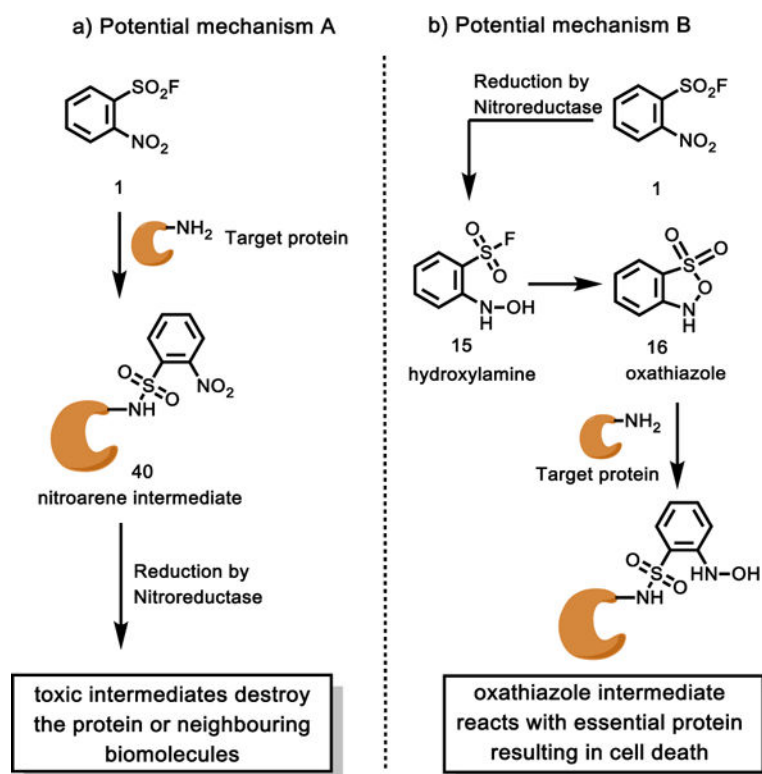 a) Potential mechanism A
SO2F
NO2
1
NH2
Target protein
O
S
O
NH
NO2
40
nitroarene intermediate
Reduction by
Nitroreductase
toxic intermediates destroy
the protein or neighbouring
biomolecules
b) Potential mechanism B
Reduction by
Nitroreductase
SO2F
NO2
1
O
S
F
O
N
H
OH
15
hydroxylamine
O
O
S
O
N
H
16
oxathiazole
NH2
Target protein
O
S
O
NH
HN
OH
oxathiazole intermediate
reacts with essential protein
resulting in cell death